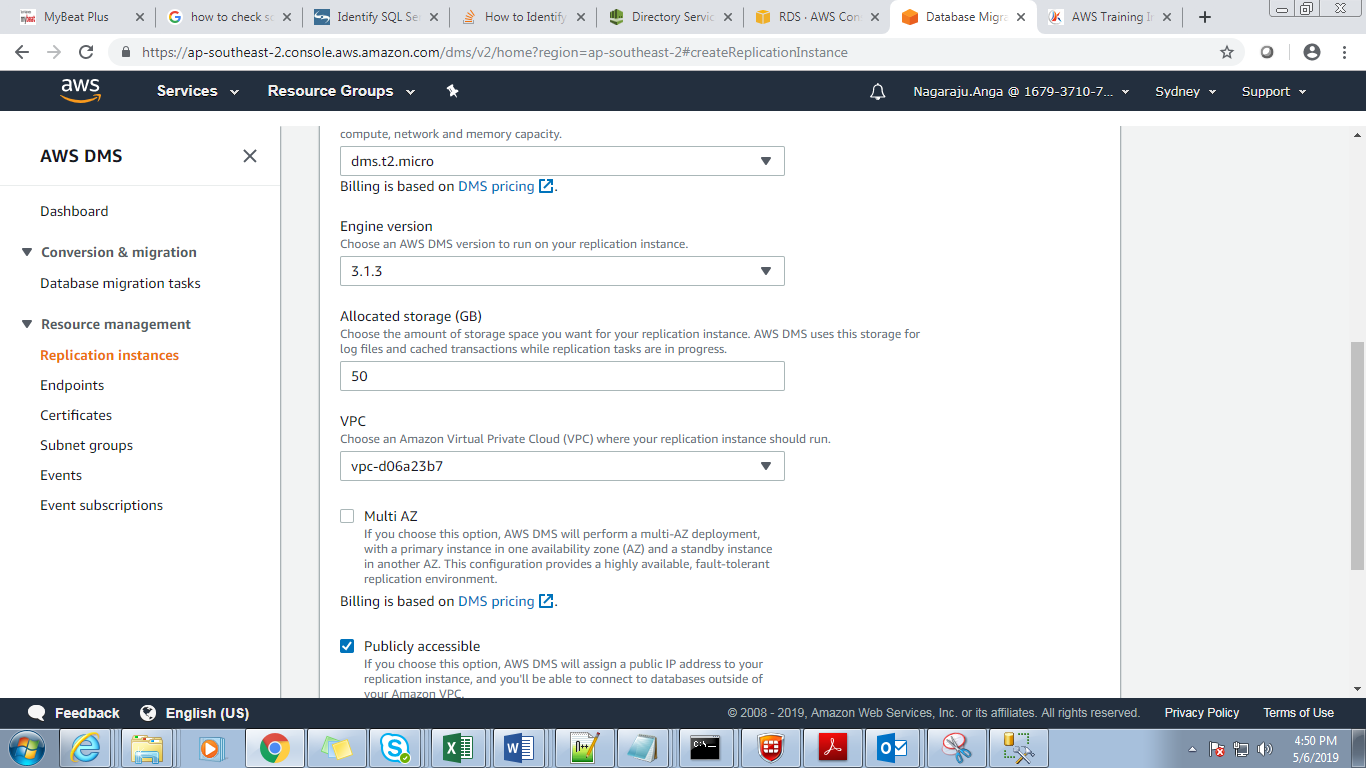 MyBeat Plus
how to check sc
Identify SQL Se
How to Identify
Directory Servic
RDS · AWS Con
Database Migra
AWS Training In
https://ap-southeast-2.console.aws.amazon.com/dms/v2/home?region=ap-southeast-2#createReplicationInstance
aws
Services
Resource Groups
Nagaraju.Anga @ 1679-3710-7...
Sydney
Support
AWS DMS
Dashboard
Conversion & migration
Database migration tasks
Resource management
Replication instances
Endpoints
Certificates
Subnet groups
Events
Event subscriptions
compute, network and memory capacity.
dms.t2.micro
Billing is based on DMS pricing .
Engine version
Choose an AWS DMS version to run on your replication instance.
3.1.3
Allocated storage (GB)
Choose the amount of storage space you want for your replication instance. AWS DMS uses this storage for
log files and cached transactions while replication tasks are in progress.
50
VPC
Choose an Amazon Virtual Private Cloud (VPC) where your replication instance should run.
vpc-d06a23b7
Multi AZ
If you choose this option, AWS DMS will perform a multi-AZ deployment,
with a primary instance in one availability zone (AZ) and a standby instance
in another AZ. This configuration provides a highly available, fault-tolerant
replication environment.
Billing is based on DMS pricing .
Publicly accessible
If you choose this option, AWS DMS will assign a public IP address to your
replication instance, and you'll be able to connect to databases outside of
your Amazon VPC.
Feedback
English (US)
© 2008 - 2019, Amazon Web Services, Inc. or its affiliates. All rights reserved.
Privacy Policy
Terms of Use
4:50 PM
5/6/2019